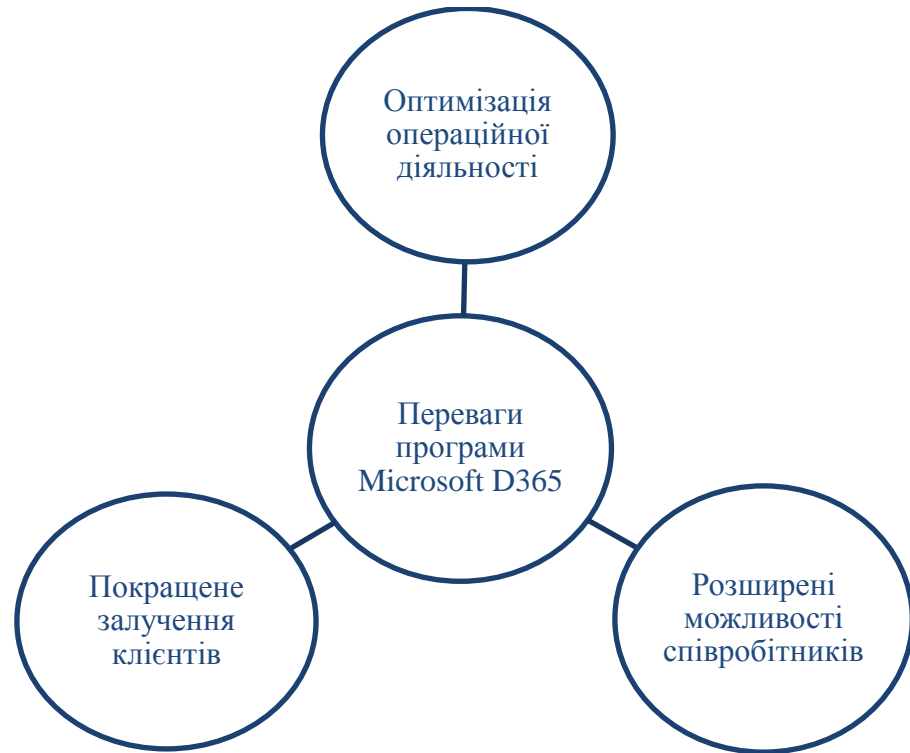 Оптимізація
операційної
діяльності
Переваги
програми
Microsoft D365
Покращене
залучення
клієнтів
Розширені
можливості
співробітників